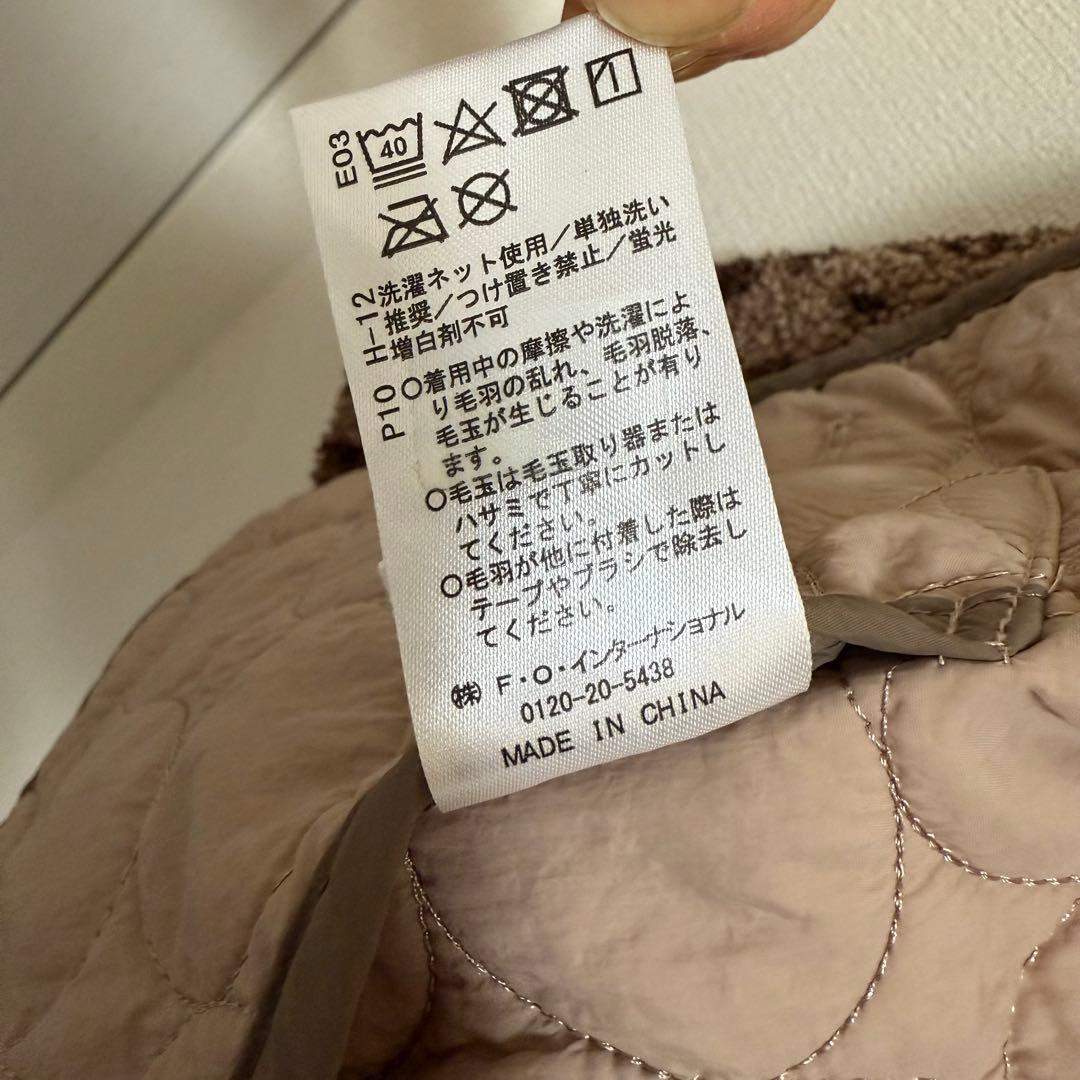 E03
40
H-12
洗濯ネット使用/単独洗い
推奨/つけ置き禁止/蛍光
増白剤不可
P10
○着用中の摩擦や洗濯によ
り毛羽の乱れ、毛羽脱落、
毛玉が生じることが有り
ます。
○毛玉は毛玉取り器または
ハサミで丁寧にカットし
てください。
○毛羽が他に付着した際は
テープやブラシで除去し
てください。
㈱ F・O・インターナショナル
0120-20-5438
MADE IN CHINA